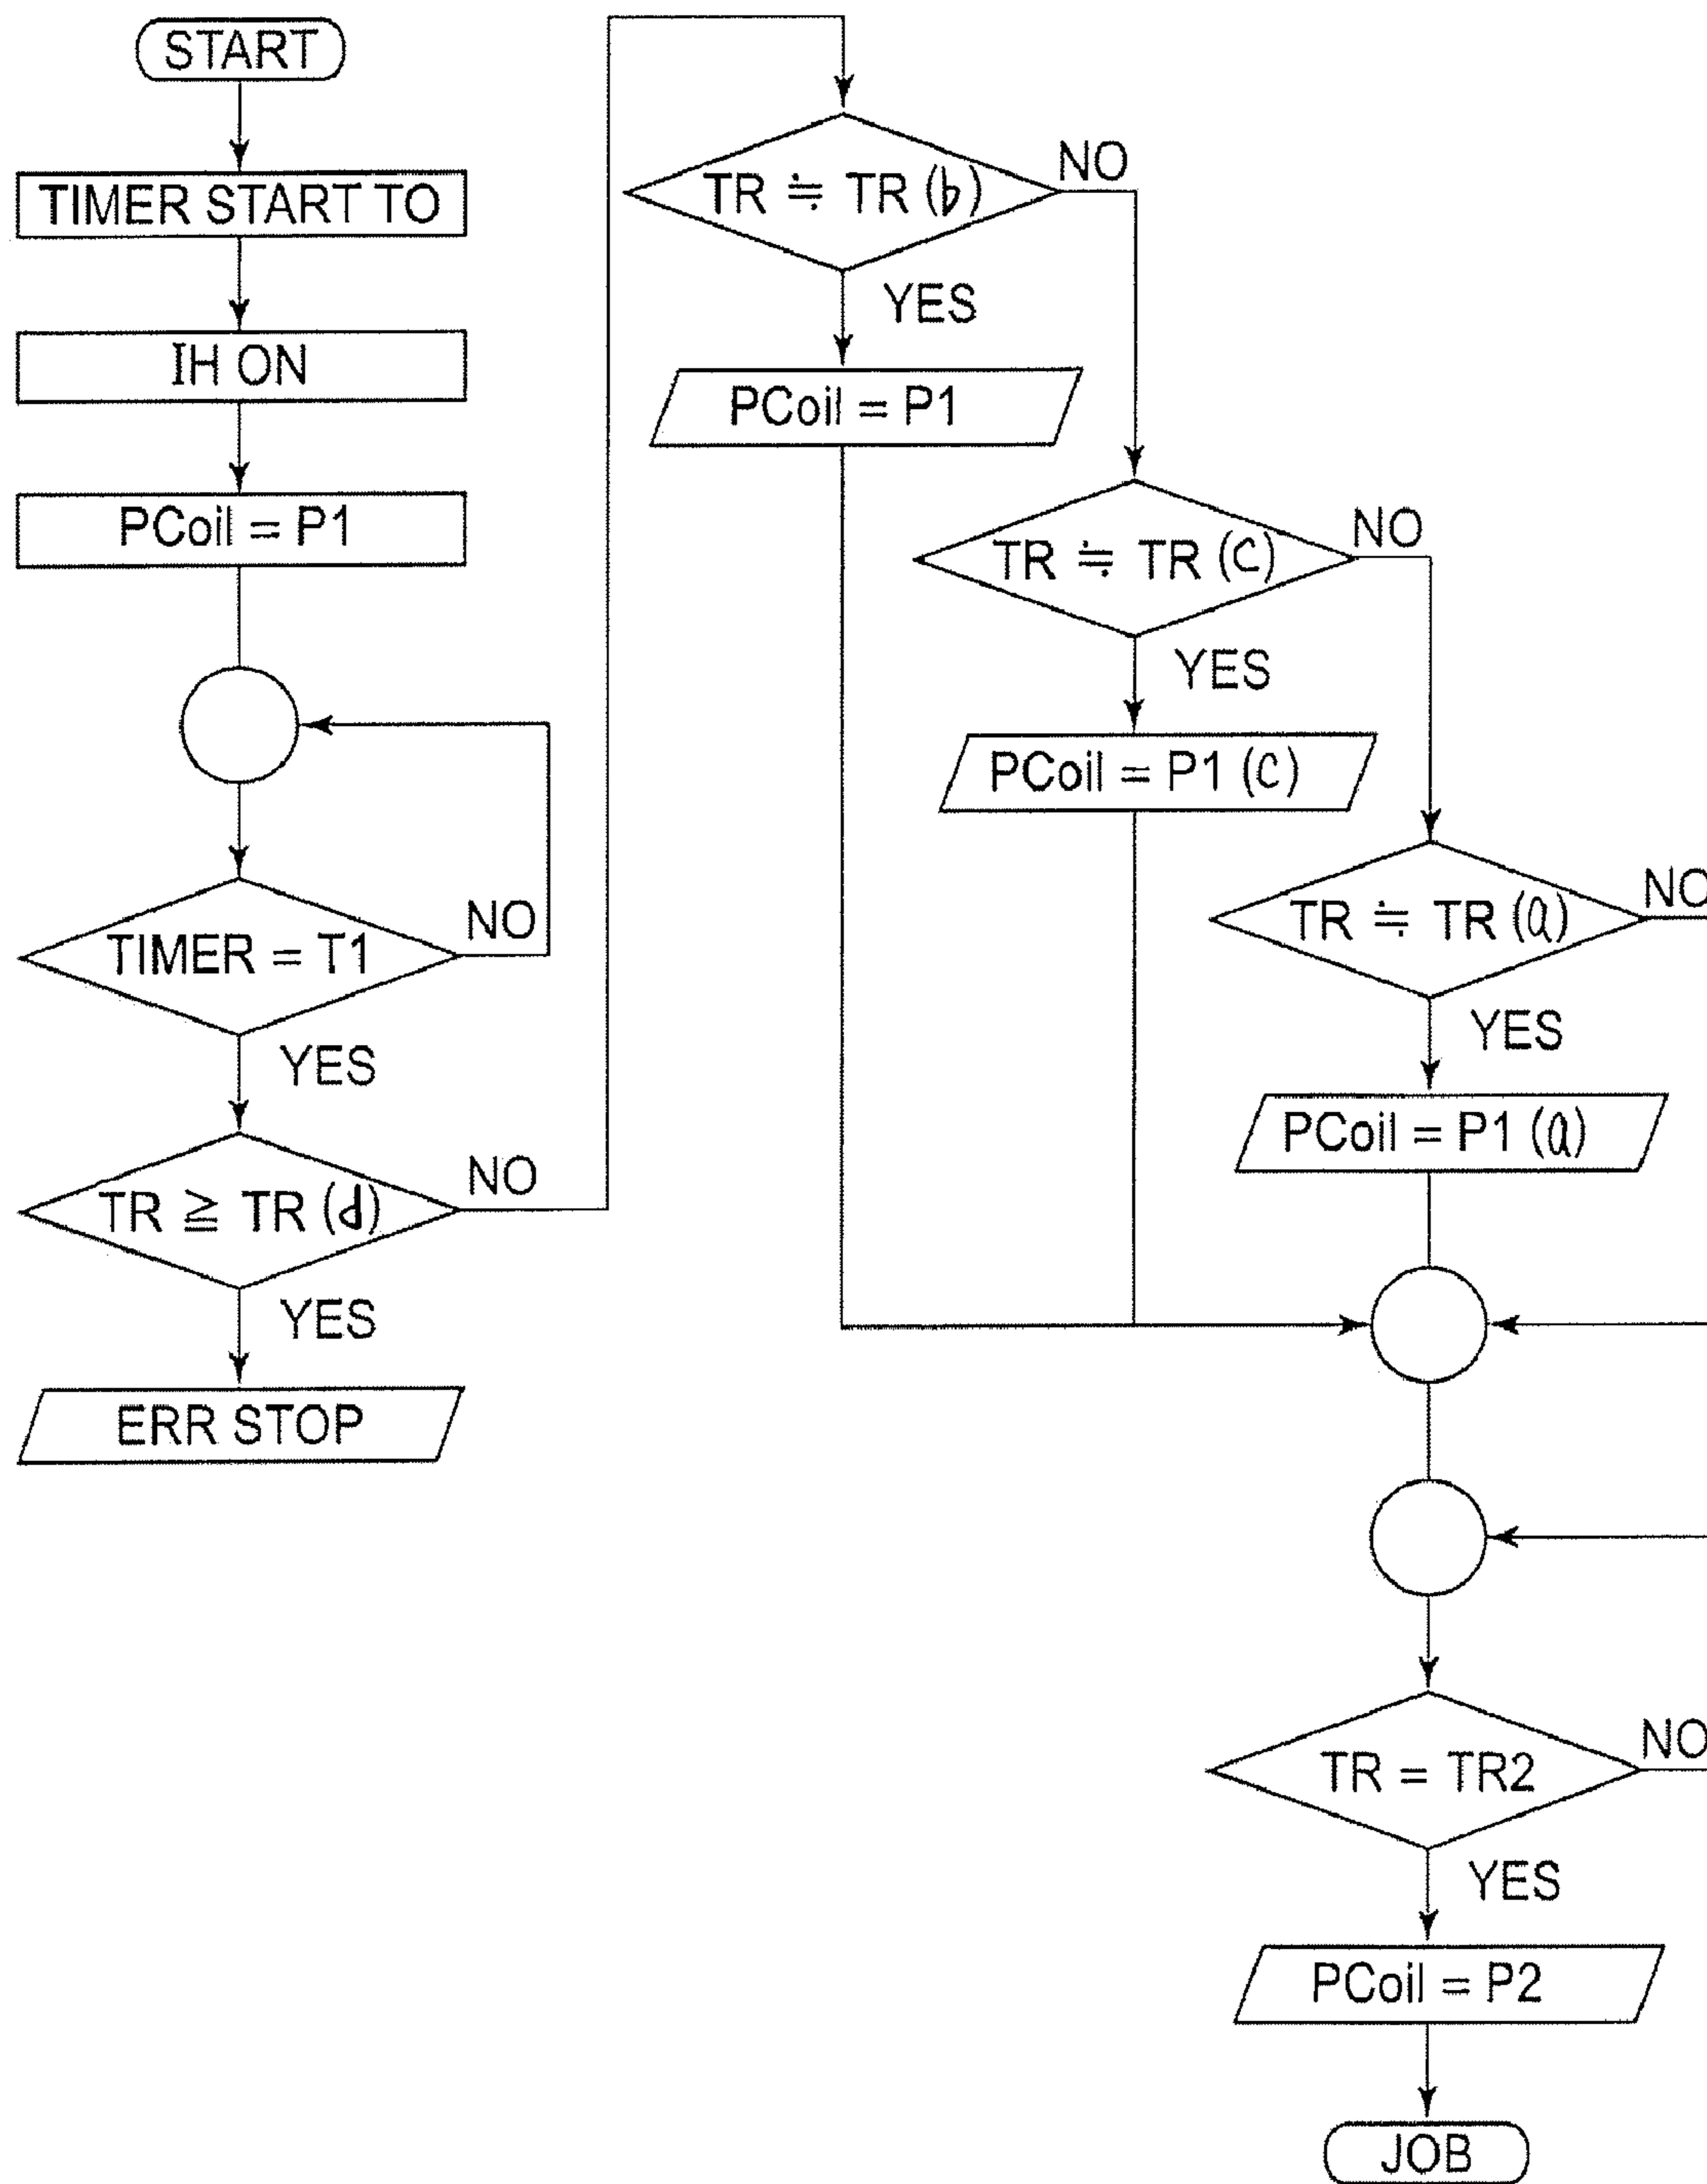 START
TIMER START TO
IH ON
PCoil = P1
TIMER = T1
NO
YES
TR ≧ TR (d)
NO
YES
ERR STOP
TR ≒ TR (b)
NO
YES
PCoil = P1
TR ≒ TR (c)
NO
YES
PCoil = P1 (c)
TR ≒ TR (a)
NO
YES
PCoil = P1 (a)
TR = TR2
NO
YES
PCoil = P2
JOB